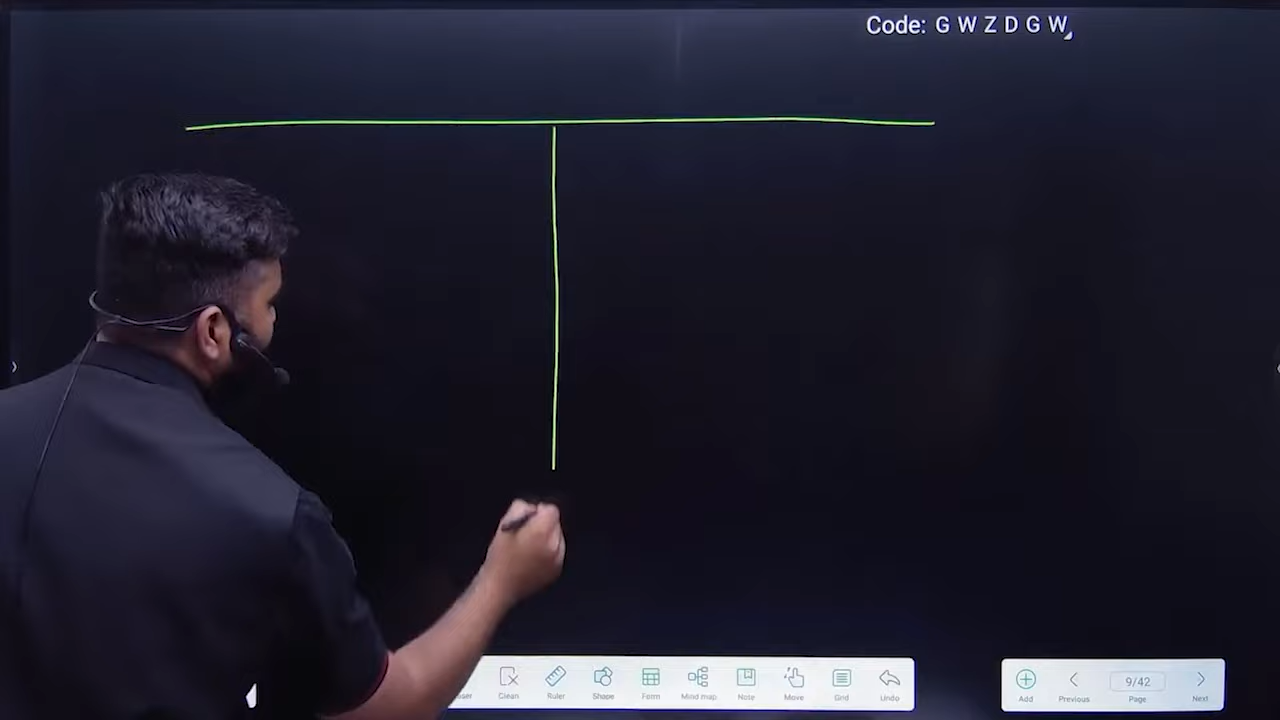 Code: G W Z D G W
Clean
Ruler
Shape
Form
Mind map
Note
Move
Grid
Undo
Add
Previous
9/42
Page
Next